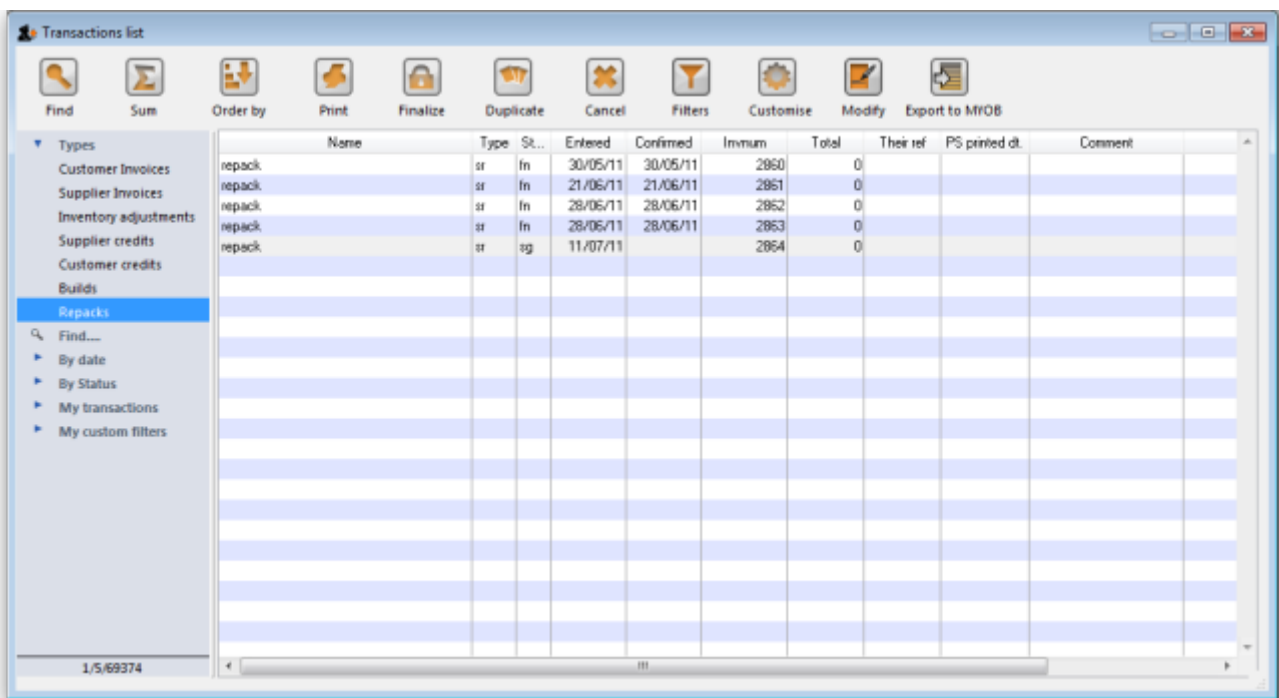 Transactions list
Find Sum Order by Print Finalize Duplicate Cancel Filters Customise Modify Export to MYOB
Types
Customer Invoices
Supplier Invoices
Inventory adjustments
Supplier credits
Customer credits
Builds
Repacks
Find....
By date
By Status
My transactions
My custom filters
1/5/69374
Name Type St... Entered Confirmed Invnum Total Their ref PS printed dt. Comment
repack sr fn 30/05/11 30/05/11 2860 0
repack sr fn 21/06/11 21/06/11 2861 0
repack sr fn 28/06/11 28/06/11 2862 0
repack sr fn 28/06/11 28/06/11 2863 0
repack sr sg 11/07/11 2864 0